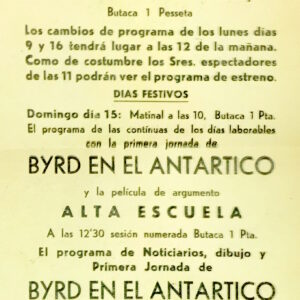 Butaca 1 Pesseta
Los cambios de programa de los lunes días
9 y 16 tendrá lugar a las 12 de la mañana.
Como de costumbre los Sres. espectadores
de las 11 podrán ver el programa de estreno.
DIAS FESTIVOS
Domingo día 15: Matinal a las 10, Butaca 1 Pta.
El programa de las contínuas de los días laborables
con la primera jornada de
BYRD EN EL ANTARTICO
y la película de argumento
ALTA ESCUELA
A las 12'30 sesión numerada Butaca 1 Pta.
El programa de Noticiarios, dibujo y
Primera Jornada de
BYRD EN EL ANTARTICO